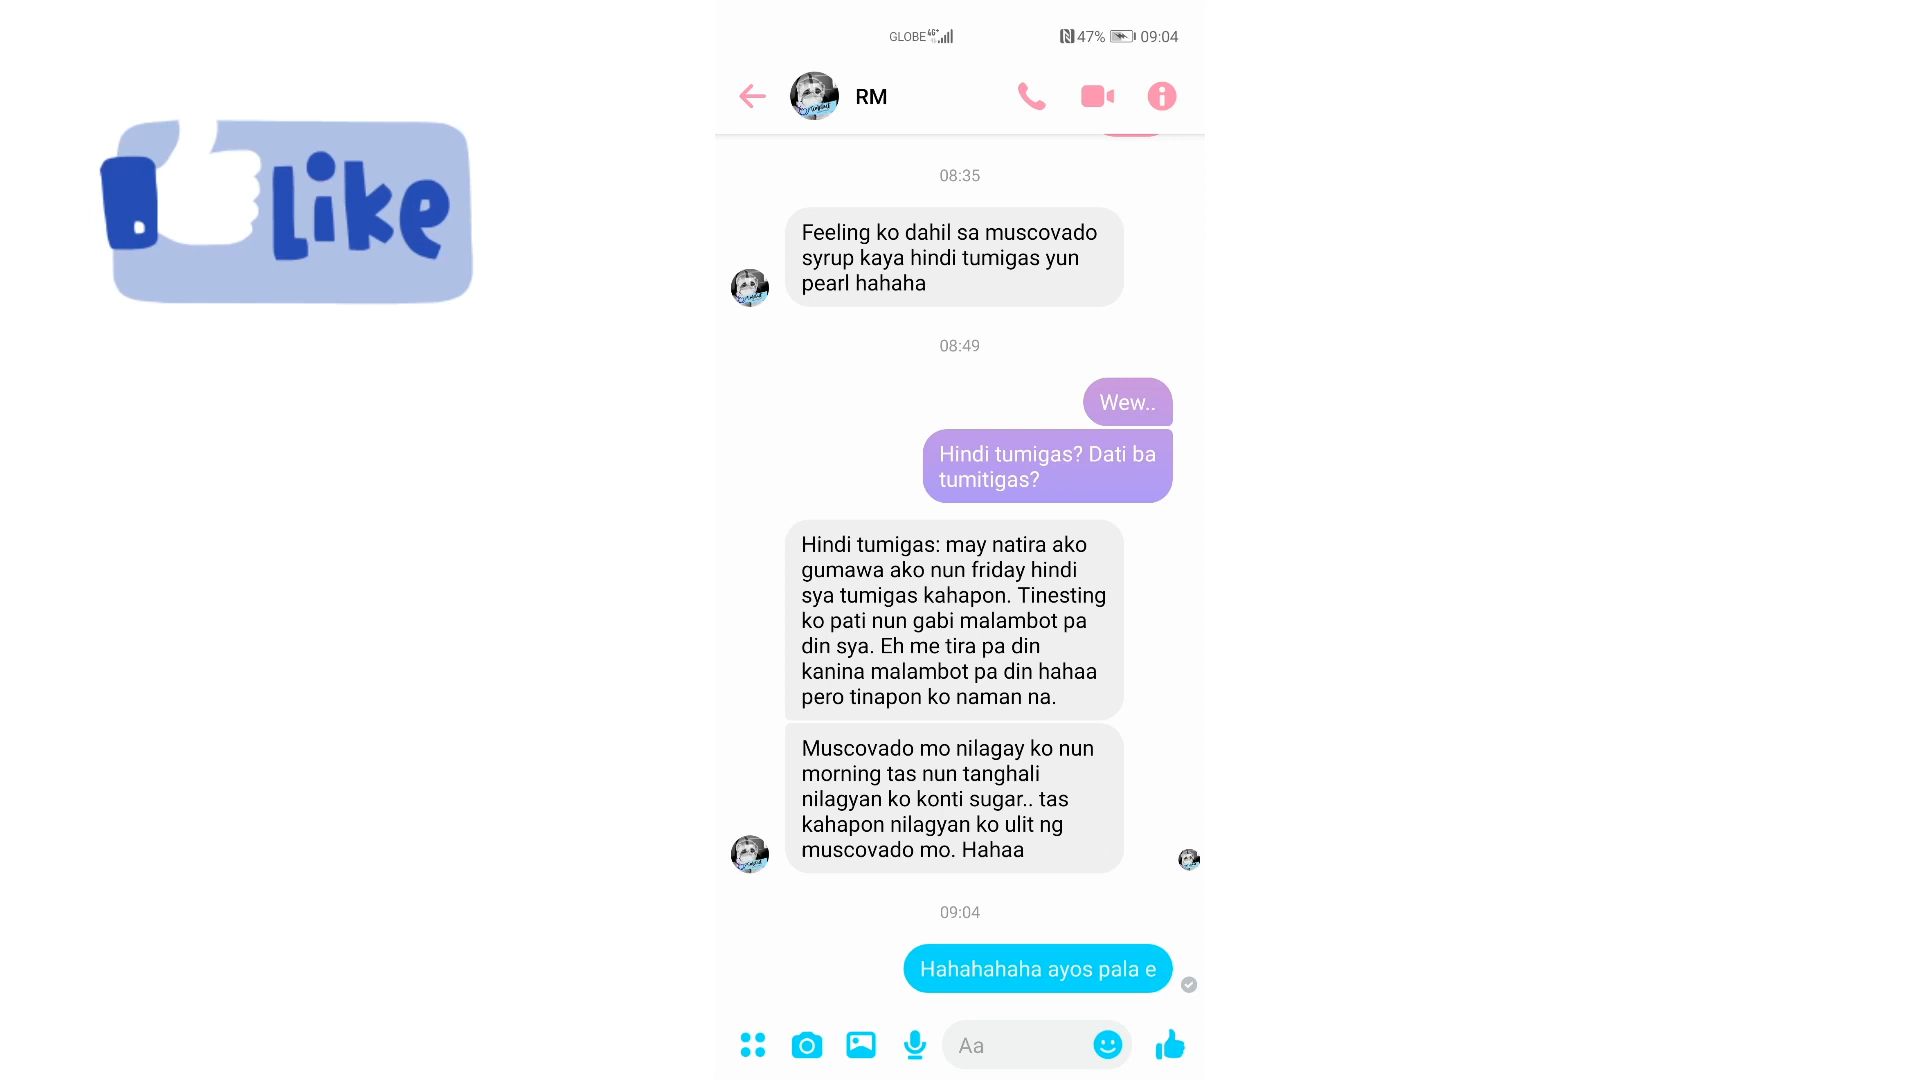 Like
GLOBE 4G+
47% 09:04
RM
08:35
Feeling ko dahil sa muscovado
syrup kaya hindi tumigas yun
pearl hahaha
08:49
Wew..
Hindi tumigas? Dati ba
tumitigas?
Hindi tumigas: may natira ako
gumawa ako nun friday hindi
sya tumigas kahapon. Tinesting
ko pati nun gabi malambot pa
din sya. Eh me tira pa din
kanina malambot pa din hahaa
pero tinapon ko naman na.
Muscovado mo nilagay ko nun
morning tas nun tanghali
nilagyan ko konti sugar.. tas
kahapon nilagyan ko ulit ng
muscovado mo. Hahaa
09:04
Hahahahaha ayos pala e
Aa